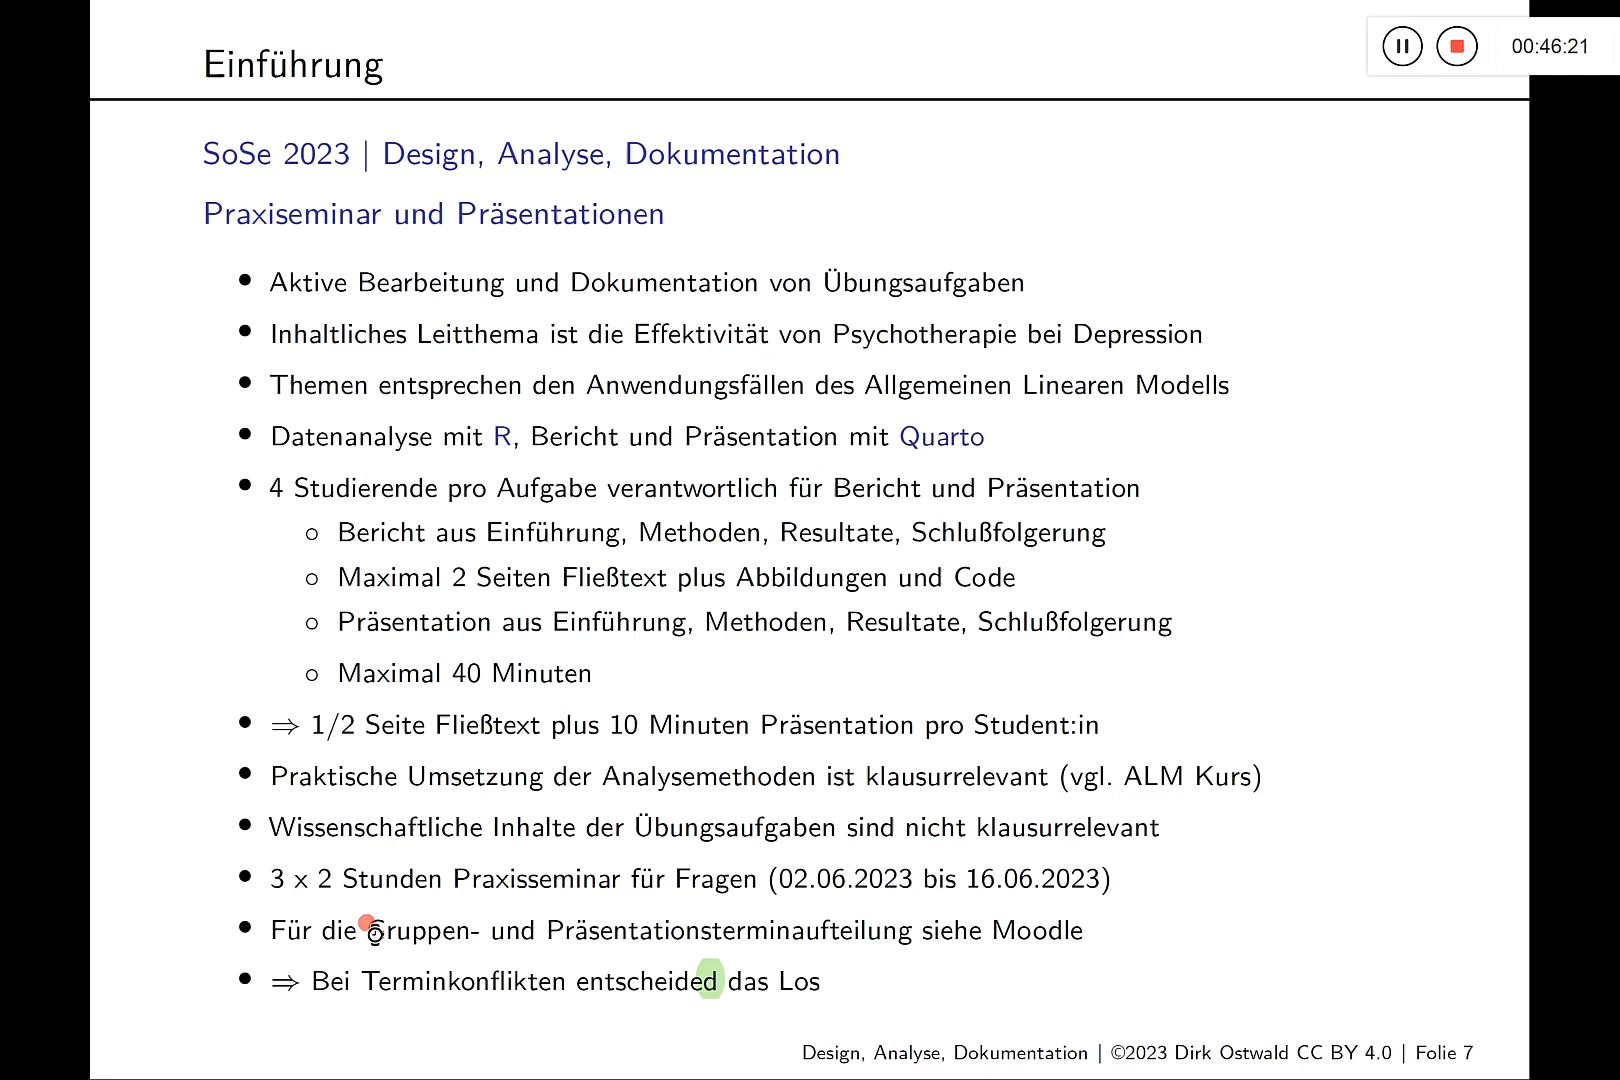 Einführung
00:46:21
SoSe 2023 | Design, Analyse, Dokumentation
Praxiseminar und Präsentationen
• Aktive Bearbeitung und Dokumentation von Übungsaufgaben
• Inhaltliches Leitthema ist die Effektivität von Psychotherapie bei Depression
• Themen entsprechen den Anwendungsfällen des Allgemeinen Linearen Modells
• Datenanalyse mit R, Bericht und Präsentation mit Quarto
• 4 Studierende pro Aufgabe verantwortlich für Bericht und Präsentation
◦ Bericht aus Einführung, Methoden, Resultate, Schlußfolgerung
◦ Maximal 2 Seiten Fließtext plus Abbildungen und Code
◦ Präsentation aus Einführung, Methoden, Resultate, Schlußfolgerung
◦ Maximal 40 Minuten
• ⇒ 1/2 Seite Fließtext plus 10 Minuten Präsentation pro Student:in
• Praktische Umsetzung der Analysemethoden ist klausurrelevant (vgl. ALM Kurs)
• Wissenschaftliche Inhalte der Übungsaufgaben sind nicht klausurrelevant
• 3 x 2 Stunden Praxisseminar für Fragen (02.06.2023 bis 16.06.2023)
• Für die Gruppen- und Präsentationsterminaufteilung siehe Moodle
• ⇒ Bei Terminkonflikten entscheided das Los
Design, Analyse, Dokumentation | ©2023 Dirk Ostwald CC BY 4.0 | Folie 7